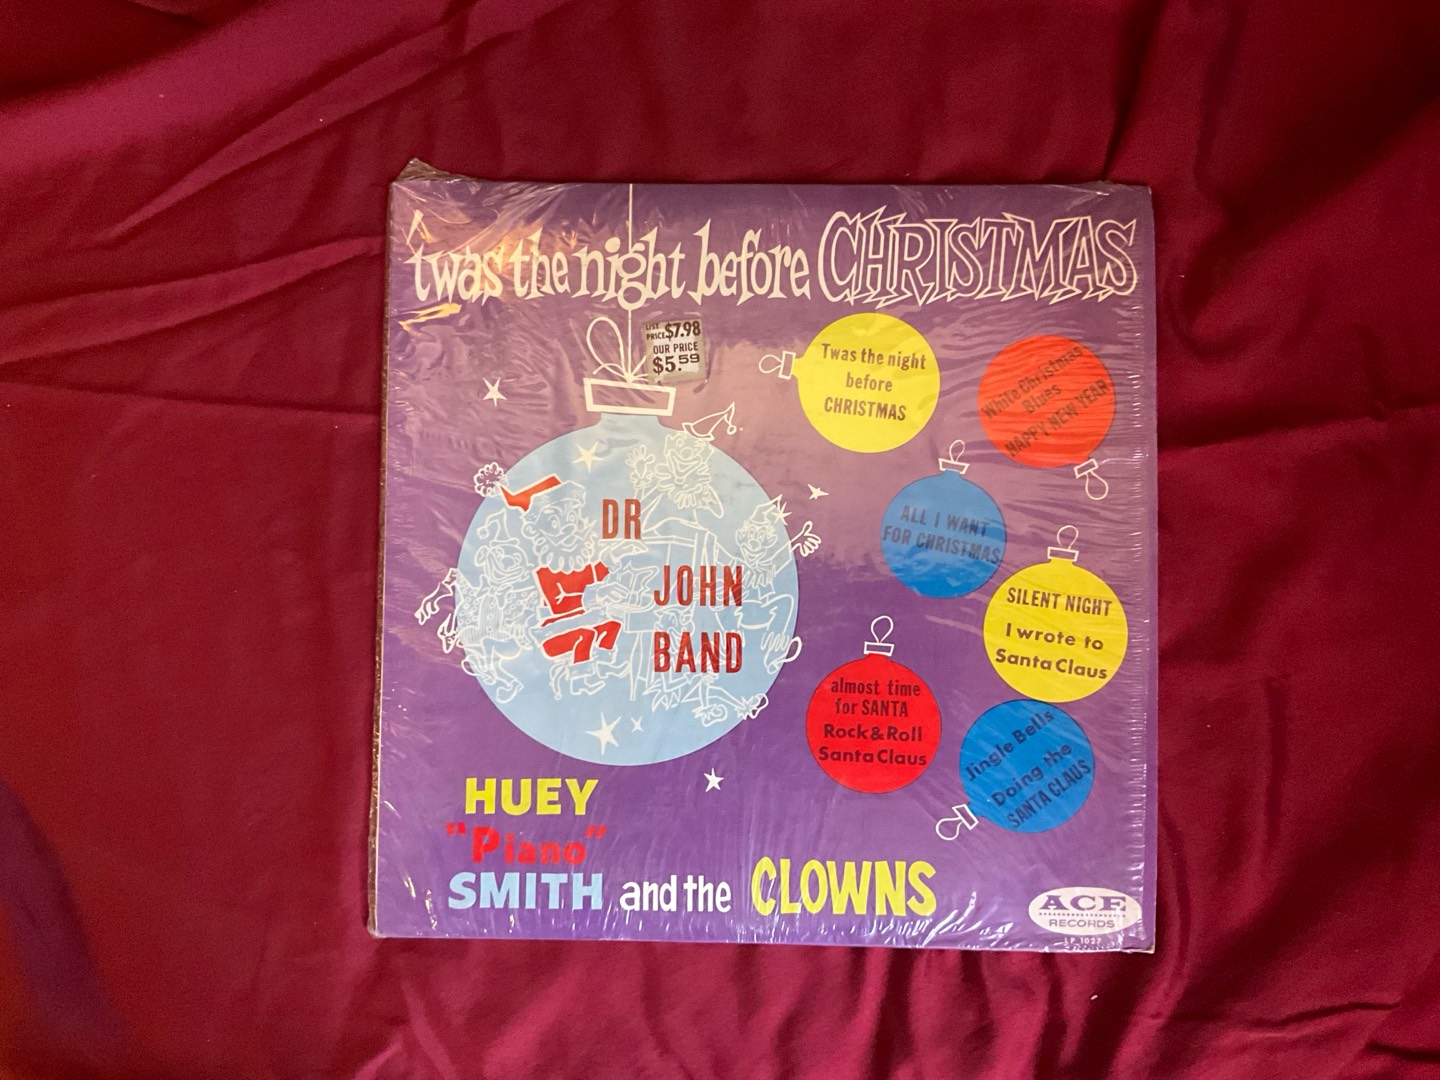 'twas the night before CHRISTMAS
LIST
PRICE $7.98
OUR PRICE
$5.59
Twas the night
before
CHRISTMAS
White Christmas
Blues
HAPPY NEW YEAR
ALL I WANT
FOR CHRISTMAS
SILENT NIGHT
I wrote to
Santa Claus
almost time
for SANTA
Rock & Roll
Santa Claus
Jingle Bells
Doing the
SANTA CLAUS
DR
JOHN
BAND
HUEY
"Piano"
SMITH and the CLOWNS
ACE
RECORDS
LP 1027